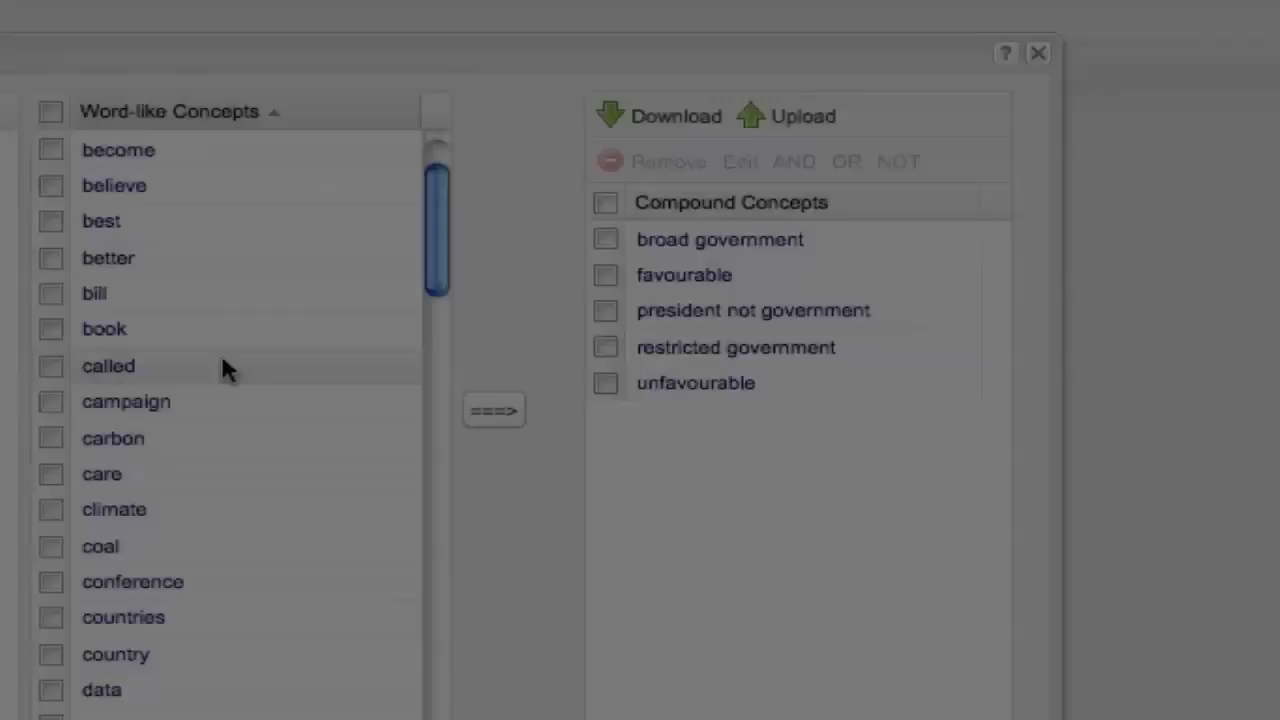 ?
Word-like Concepts
become
believe
best
better
bill
book
called
campaign
carbon
care
climate
coal
conference
countries
country
data
===>
Download Upload
Remove Edit AND OR NOT
Compound Concepts
broad government
favourable
president not government
restricted government
unfavourable